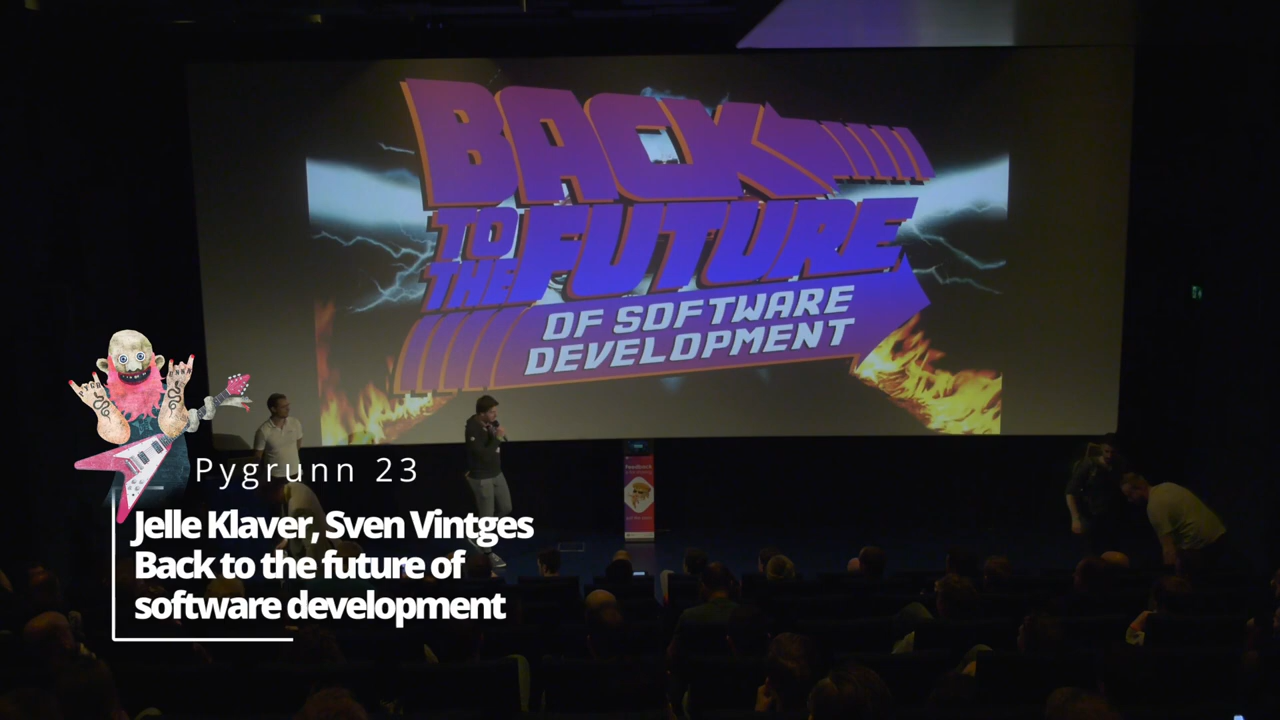 BACK
TO THE FUTURE
OF SOFTWARE
DEVELOPMENT
Pygrunn 23
Jelle Klaver, Sven Vintges
Back to the future of
software development